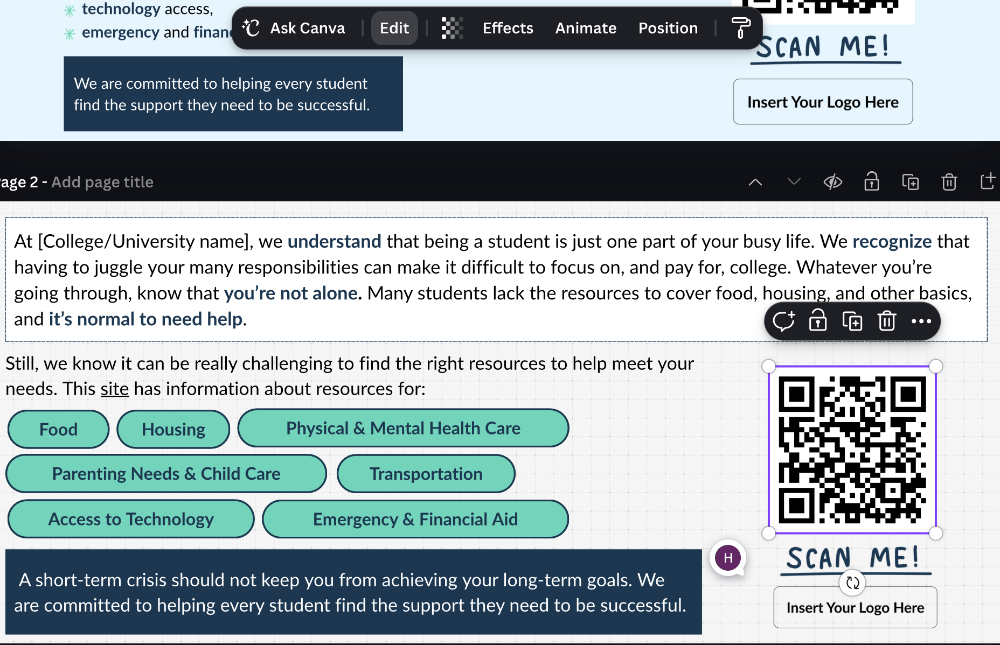 technology access,
emergency and financ
Ask Canva
Edit
Effects
Animate
Position
SCAN ME!
We are committed to helping every student
find the support they need to be successful.
Insert Your Logo Here
age 2 - Add page title
At [College/University name], we understand that being a student is just one part of your busy life. We recognize that
having to juggle your many responsibilities can make it difficult to focus on, and pay for, college. Whatever you’re
going through, know that you’re not alone. Many students lack the resources to cover food, housing, and other basics,
and it’s normal to need help.
Still, we know it can be really challenging to find the right resources to help meet your
needs. This site has information about resources for:
Food
Housing
Physical & Mental Health Care
Parenting Needs & Child Care
Transportation
Access to Technology
Emergency & Financial Aid
A short-term crisis should not keep you from achieving your long-term goals. We
are committed to helping every student find the support they need to be successful.
H
SCAN ME!
Insert Your Logo Here